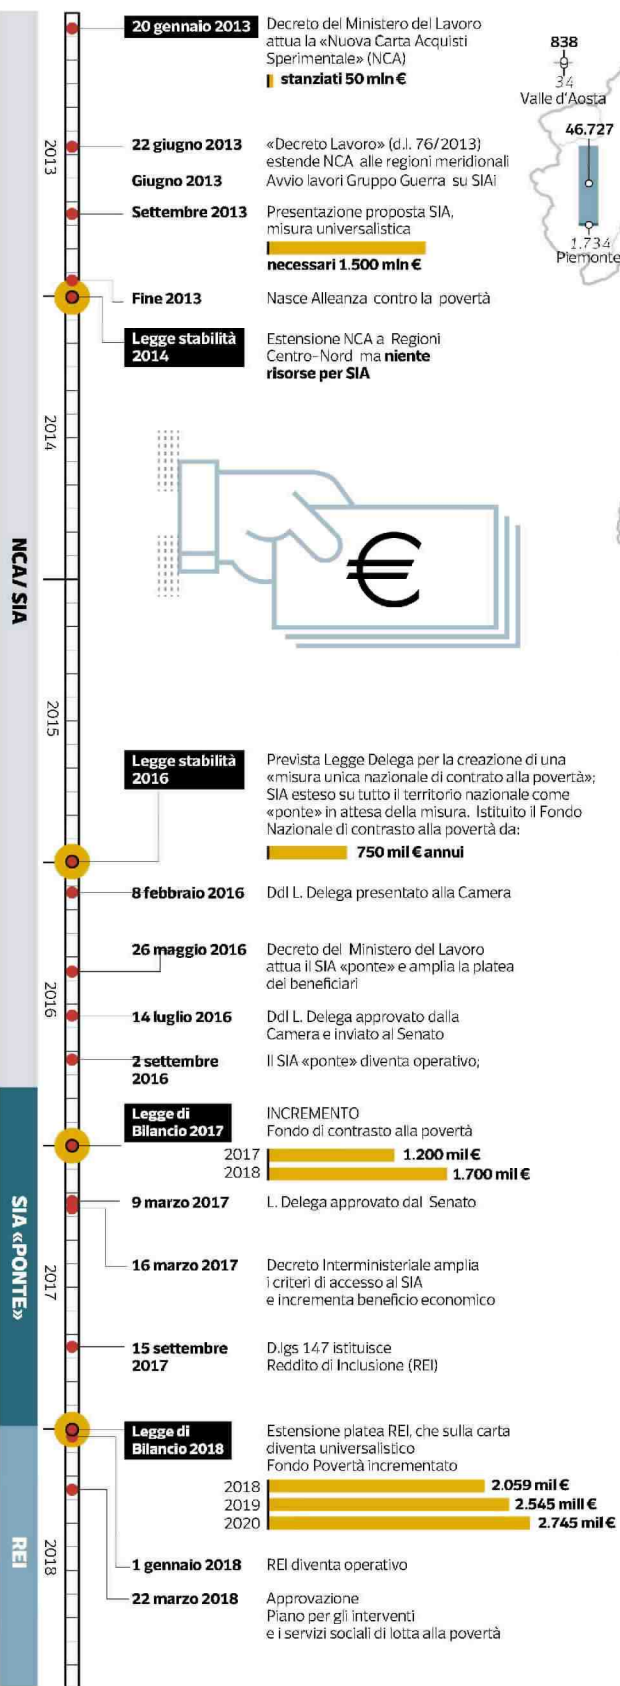 20 gennaio 2013
Decreto del Ministero del Lavoro
attua la «Nuova Carta Acquisti
Sperimentale» (NCA)
stanziati 50 mln €
838
34
Valle d'Aosta
46.727
1.734
Piemonte
2013
22 giugno 2013
«Decreto Lavoro» (d.l. 76/2013)
estende NCA alle regioni meridionali
Giugno 2013
Avvio lavori Gruppo Guerra su SIAi
Settembre 2013
Presentazione proposta SIA,
misura universalistica
necessari 1.500 mln €
Fine 2013
Nasce Alleanza contro la povertà
Legge stabilità
2014
Estensione NCA a Regioni
Centro-Nord ma niente
risorse per SIA
2014
€
NCA/ SIA
2015
Legge stabilità
2016
Prevista Legge Delega per la creazione di una
«misura unica nazionale di contrato alla povertà»;
SIA esteso su tutto il territorio nazionale come
«ponte» in attesa della misura. Istituito il Fondo
Nazionale di contrasto alla povertà da:
750 mil € annui
8 febbraio 2016
Ddl L. Delega presentato alla Camera
26 maggio 2016
Decreto del Ministero del Lavoro
attua il SIA «ponte» e amplia la platea
dei beneficiari
2016
14 luglio 2016
Ddl L. Delega approvato dalla
Camera e inviato al Senato
2 settembre
2016
Il SIA «ponte» diventa operativo;
Legge di
Bilancio 2017
INCREMENTO
Fondo di contrasto alla povertà
2017 1.200 mil €
2018 1.700 mil €
SIA «PONTE»
9 marzo 2017
L. Delega approvato dal Senato
16 marzo 2017
Decreto Interministeriale amplia
i criteri di accesso al SIA
e incrementa beneficio economico
2017
15 settembre
2017
D.lgs 147 istituisce
Reddito di Inclusione (REI)
Legge di
Bilancio 2018
Estensione platea REI, che sulla carta
diventa universalistico
Fondo Povertà incrementato
2018 2.059 mil €
2019 2.545 mill €
2020 2.745 mil €
REI
2018
1 gennaio 2018
REI diventa operativo
22 marzo 2018
Approvazione
Piano per gli interventi
e i servizi sociali di lotta alla povertà